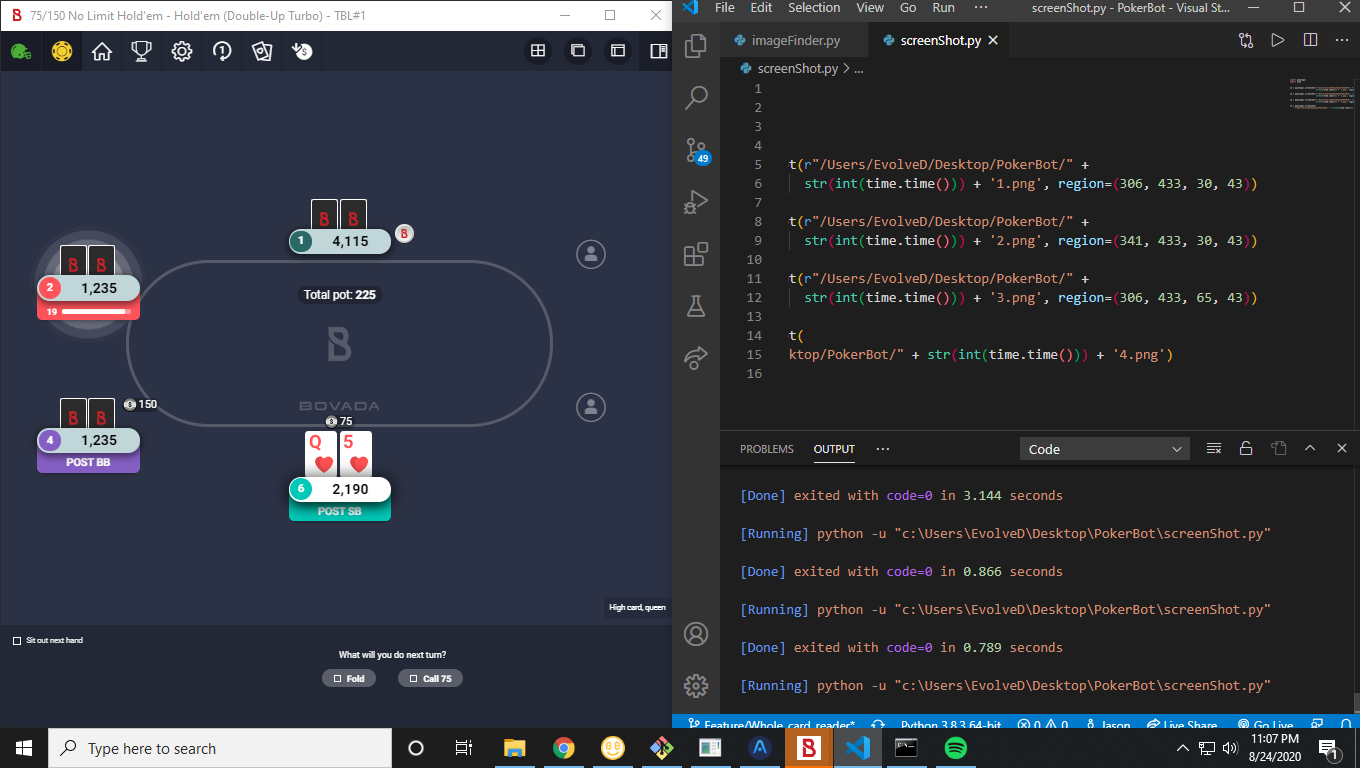 75/150 No Limit Hold'em - Hold'em (Double-Up Turbo) - TBL#1
1
4,115
B
2
1,235
19
Total pot: 225
B
BOVADA
150
4
1,235
POST BB
75
Q 5
6
2,190
POST SB
High card, queen
Sit out next hand
What will you do next turn?
Fold
Call 75
File Edit Selection View Go Run ··· screenShot.py - PokerBot - Visual St...
imageFinder.py
screenShot.py
screenShot.py > ...
49
1
2
3
4
5 t(r"/Users/EvolveD/Desktop/PokerBot/" +
6 str(int(time.time())) + '1.png', region=(306, 433, 30, 43))
7
8 t(r"/Users/EvolveD/Desktop/PokerBot/" +
9 str(int(time.time())) + '2.png', region=(341, 433, 30, 43))
10
11 t(r"/Users/EvolveD/Desktop/PokerBot/" +
12 str(int(time.time())) + '3.png', region=(306, 433, 65, 43))
13
14 t(
15 ktop/PokerBot/" + str(int(time.time())) + '4.png')
16
PROBLEMS OUTPUT ··· Code
[Done] exited with code=0 in 3.144 seconds
[Running] python -u "c:\Users\EvolveD\Desktop\PokerBot\screenShot.py"
[Done] exited with code=0 in 0.866 seconds
[Running] python -u "c:\Users\EvolveD\Desktop\PokerBot\screenShot.py"
[Done] exited with code=0 in 0.789 seconds
[Running] python -u "c:\Users\EvolveD\Desktop\PokerBot\screenShot.py"
Feature/Whole_card_reader* Python 3.8.3 64-bit 0 0 Jason Live Share Go Live
Type here to search
11:07 PM
8/24/2020
1